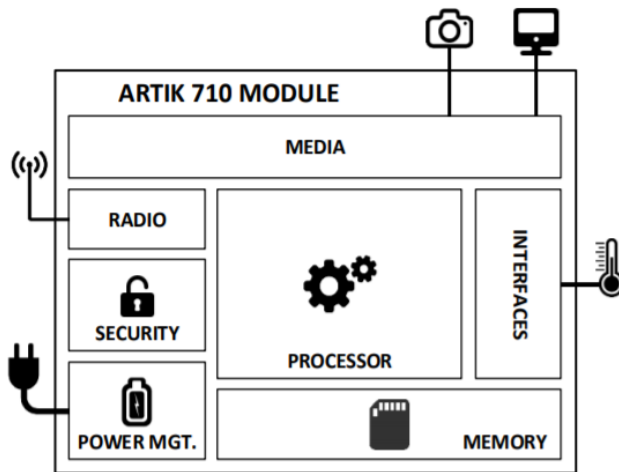 ARTIK 710 MODULE
MEDIA
RADIO
INTERFACES
SECURITY
PROCESSOR
POWER MGT.
MEMORY